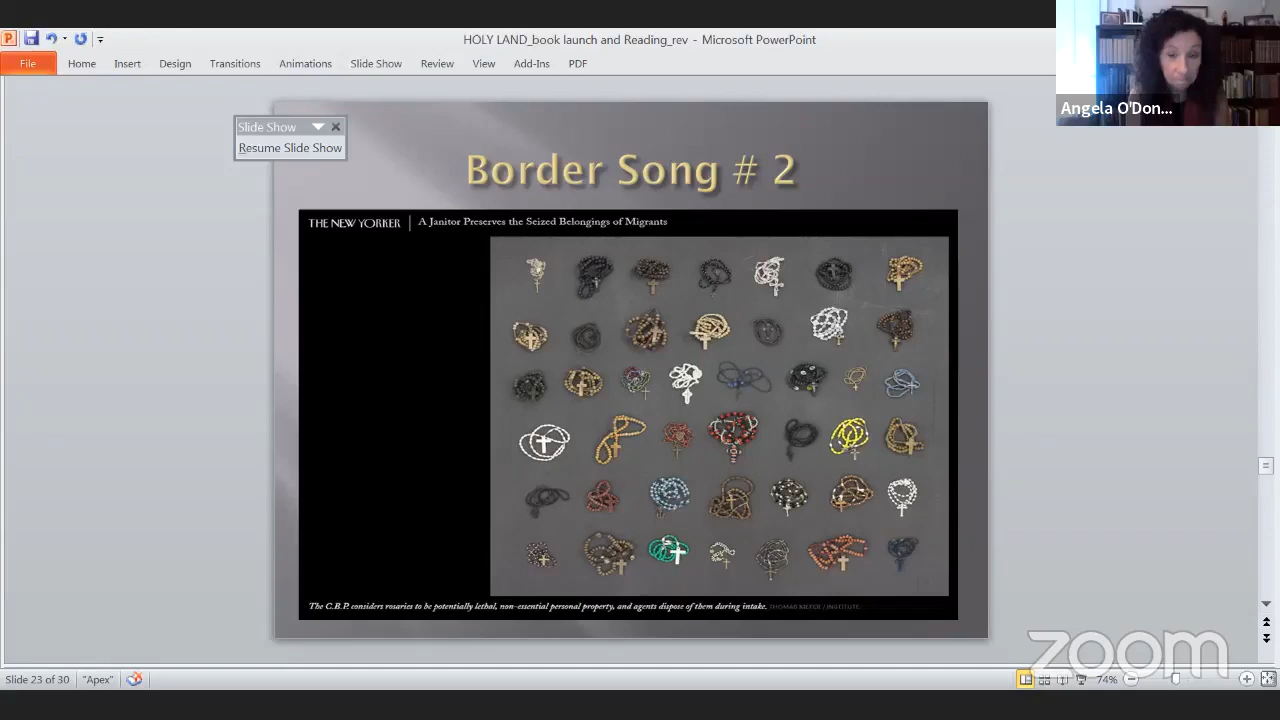 HOLY LAND_book launch and Reading_rev - Microsoft PowerPoint
File Home Insert Design Transitions Animations Slide Show Review View Add-Ins PDF
Angela O'Don...
Slide Show
Resume Slide Show
Border Song # 2
THE NEW YORKER | A Janitor Preserves the Seized Belongings of Migrants
The C.B.P. considers rosaries to be potentially lethal, non-essential personal property, and agents dispose of them during intake. THOMAS KIEFER / INSTITUTE
zoom
Slide 23 of 30 "Apex" 74%